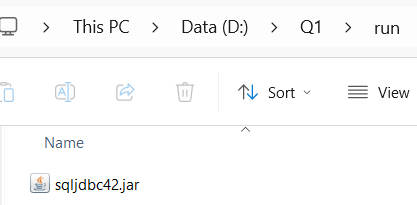 This PC > Data (D:) > Q1 > run
Sort View
Name
sqljdbc42.jar